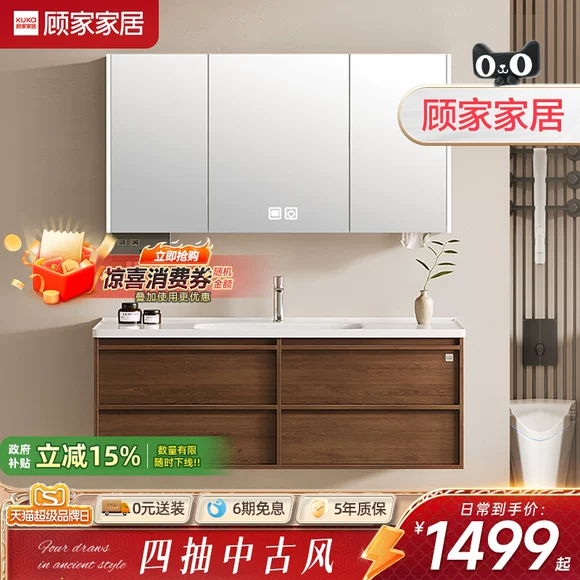 KUKA
顾家家居
顾家家居
顾家家居
立即抢购
惊喜消费券
随机
金额
叠加使用更优惠
政府
补贴
立减15%
数量有限
随时下线!!
天猫超级品牌日
0元送装
6期免息
5年质保
Four draws
in ancient style
四抽中古风
日常到手价:
¥1499起